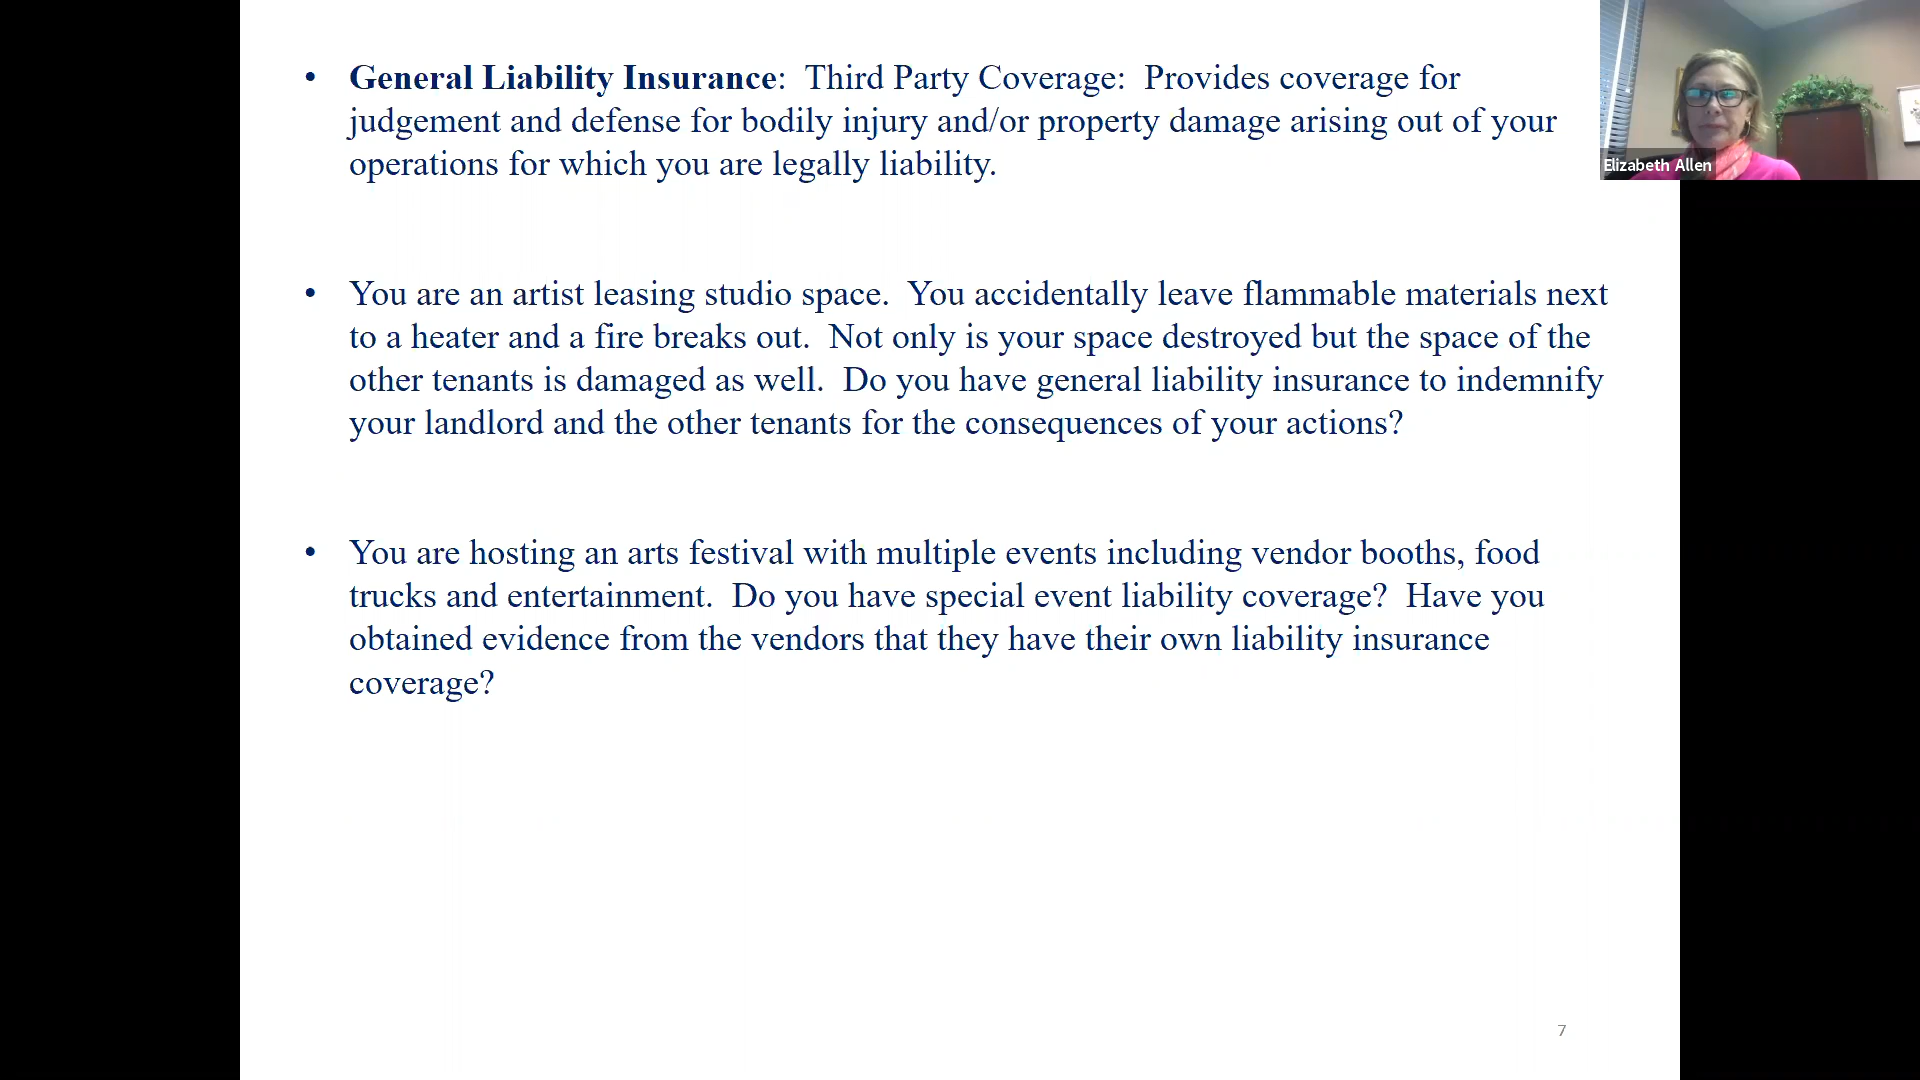 • General Liability Insurance:  Third Party Coverage:  Provides coverage for
judgement and defense for bodily injury and/or property damage arising out of your
operations for which you are legally liability.
• You are an artist leasing studio space.  You accidentally leave flammable materials next
to a heater and a fire breaks out.  Not only is your space destroyed but the space of the
other tenants is damaged as well.  Do you have general liability insurance to indemnify
your landlord and the other tenants for the consequences of your actions?
• You are hosting an arts festival with multiple events including vendor booths, food
trucks and entertainment.  Do you have special event liability coverage?  Have you
obtained evidence from the vendors that they have their own liability insurance
coverage?
7
Elizabeth Allen